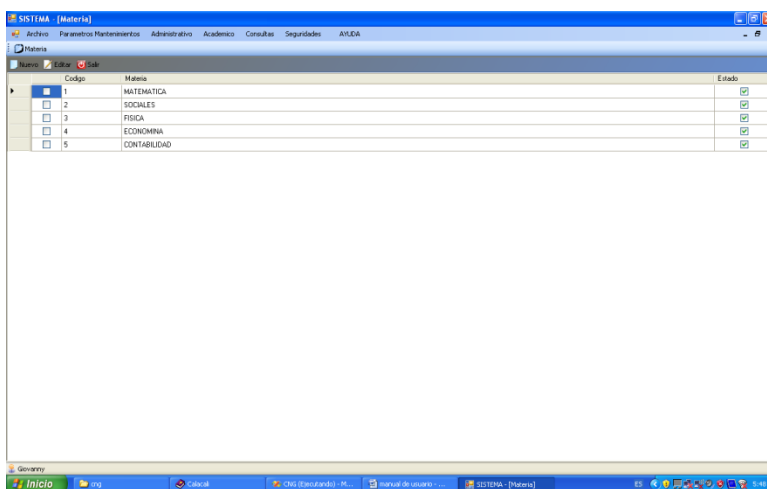 SISTEMA - [Materia]
Archivo Parametros Mantenimientos Administrativo Academico Consultas Seguridades AYUDA
Materia
Nuevo Editar Salir
Codigo Materia Estado
1 MATEMATICA
2 SOCIALES
3 FISICA
4 ECONOMINA
5 CONTABILIDAD
Giovanny
Inicio cng Calacali CNG (Ejecutando) - M... manual de usuario - ... SISTEMA - [Materia] ES 5:48